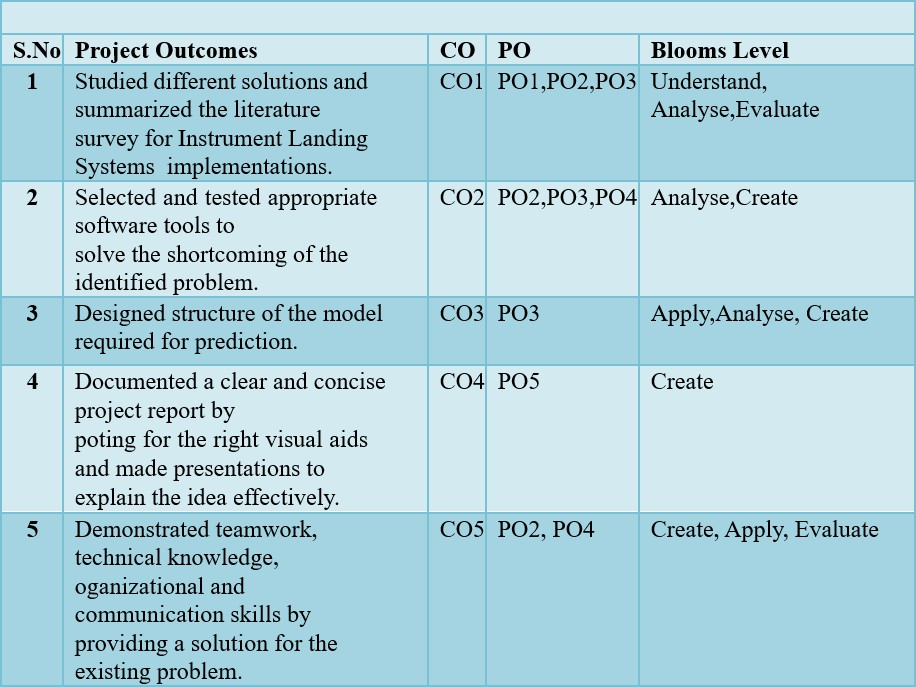 S.No Project Outcomes CO PO Blooms Level
1 Studied different solutions and CO1 PO1,PO2,PO3 Understand,
summarized the literature Analyse,Evaluate
survey for Instrument Landing
Systems implementations.
2 Selected and tested appropriate CO2 PO2,PO3,PO4 Analyse,Create
software tools to
solve the shortcoming of the
identified problem.
3 Designed structure of the model CO3 PO3 Apply,Analyse, Create
required for prediction.
4 Documented a clear and concise CO4 PO5 Create
project report by
poting for the right visual aids
and made presentations to
explain the idea effectively.
5 Demonstrated teamwork, CO5 PO2, PO4 Create, Apply, Evaluate
technical knowledge,
oganizational and
communication skills by
providing a solution for the
existing problem.